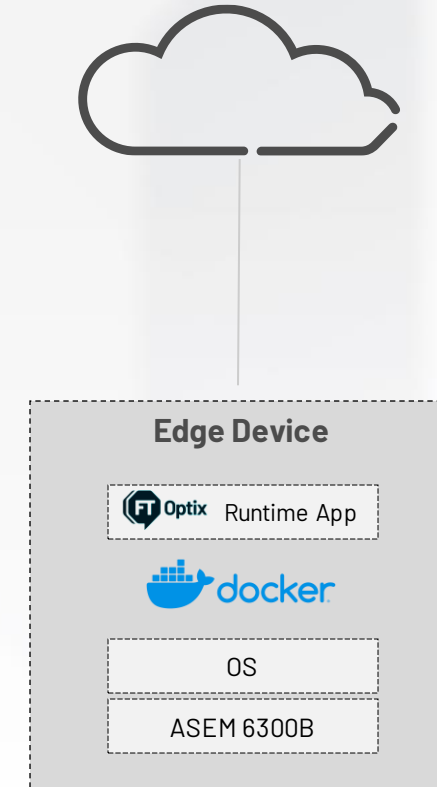 Edge Device
FT Optix Runtime App
docker
OS
ASEM 6300B